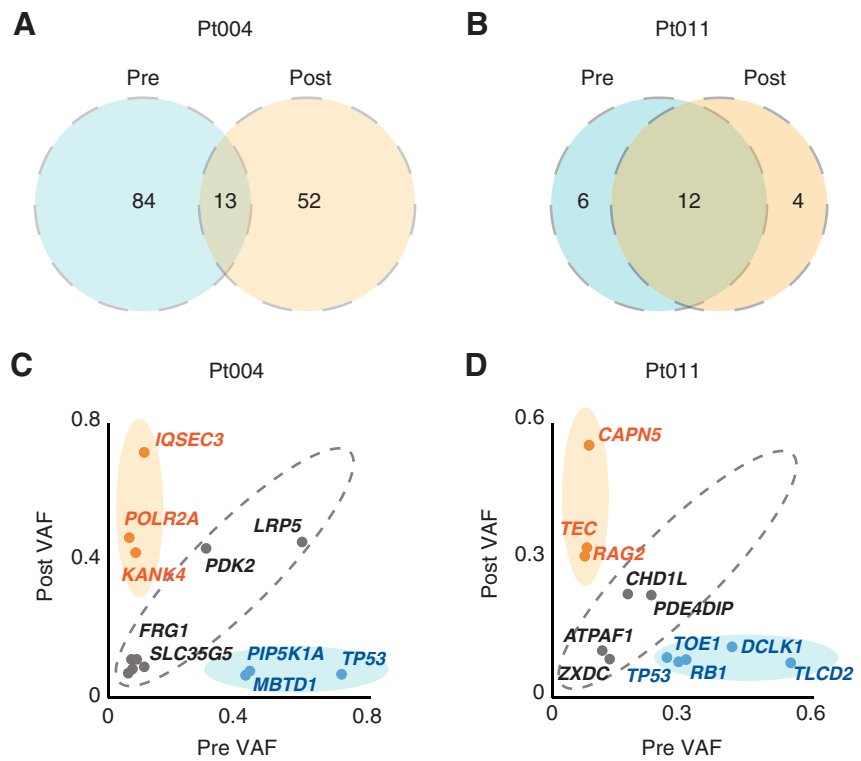 A
Pt004
Pre
Post
84
13
52
B
Pt011
Pre
Post
6
12
4
C
Pt004
Post VAF
0.8
0.4
0
IQSEC3
POLR2A
KANK4
LRP5
PDK2
FRG1
SLC35G5
PIP5K1A
TP53
MBTD1
0
0.4
0.8
Pre VAF
D
Pt011
Post VAF
0.6
0.3
0
CAPN5
TEC
RAG2
CHD1L
PDE4DIP
ATPAF1
ZXDC
TOE1
DCLK1
TP53
RB1
TLCD2
0
0.3
0.6
Pre VAF